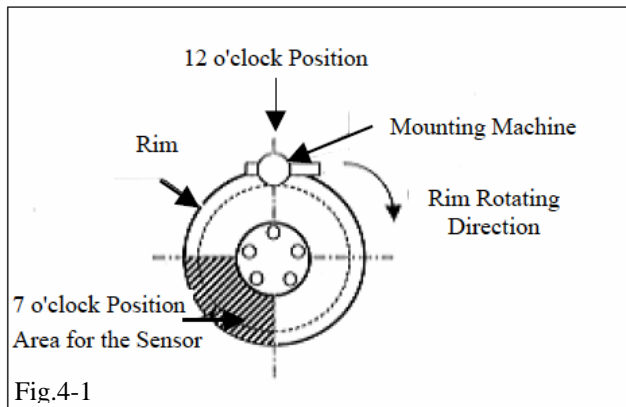 12 o'clock Position
Mounting Machine
Rim
Rim Rotating
Direction
7 o'clock Position
Area for the Sensor
Fig.4-1